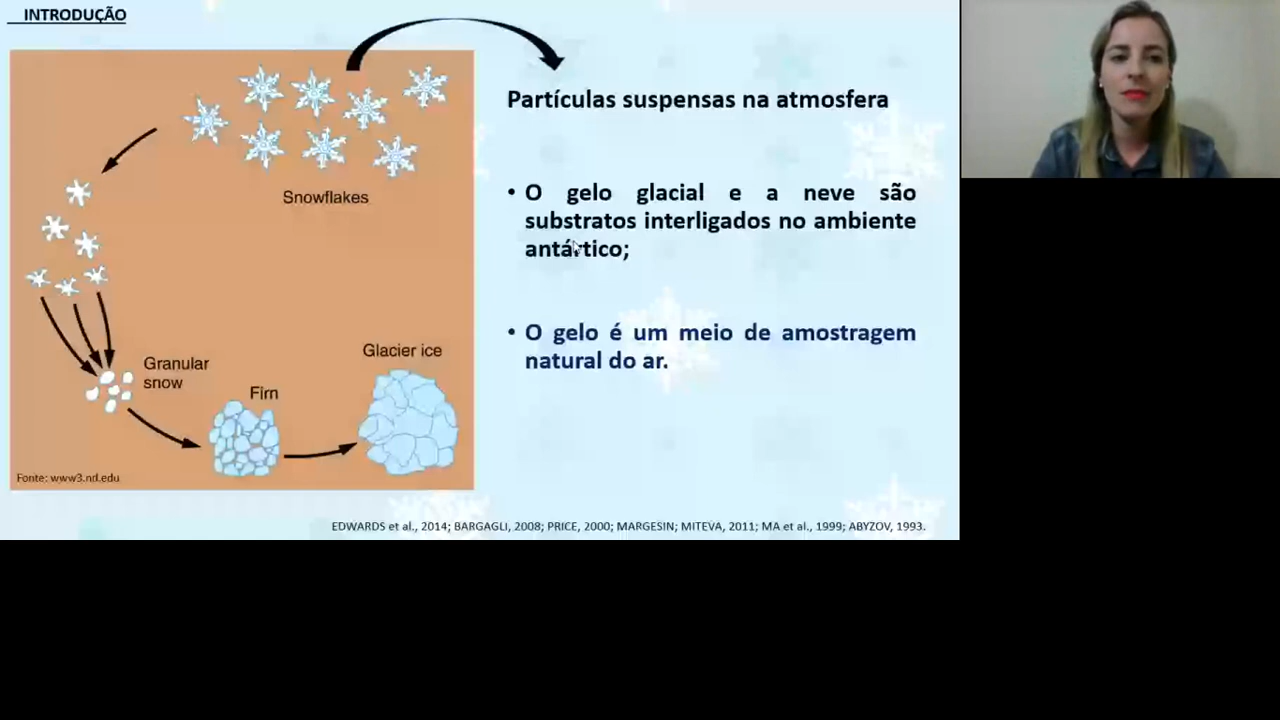 INTRODUÇÃO
Partículas suspensas na atmosfera
Snowflakes
• O gelo glacial e a neve são
substratos interligados no ambiente
antártico;
• O gelo é um meio de amostragem
natural do ar.
Granular
snow
Firn
Glacier ice
Fonte: www3.nd.edu
EDWARDS et al., 2014; BARGAGLI, 2008; PRICE, 2000; MARGESIN; MITEVA, 2011; MA et al., 1999; ABYZOV, 1993.